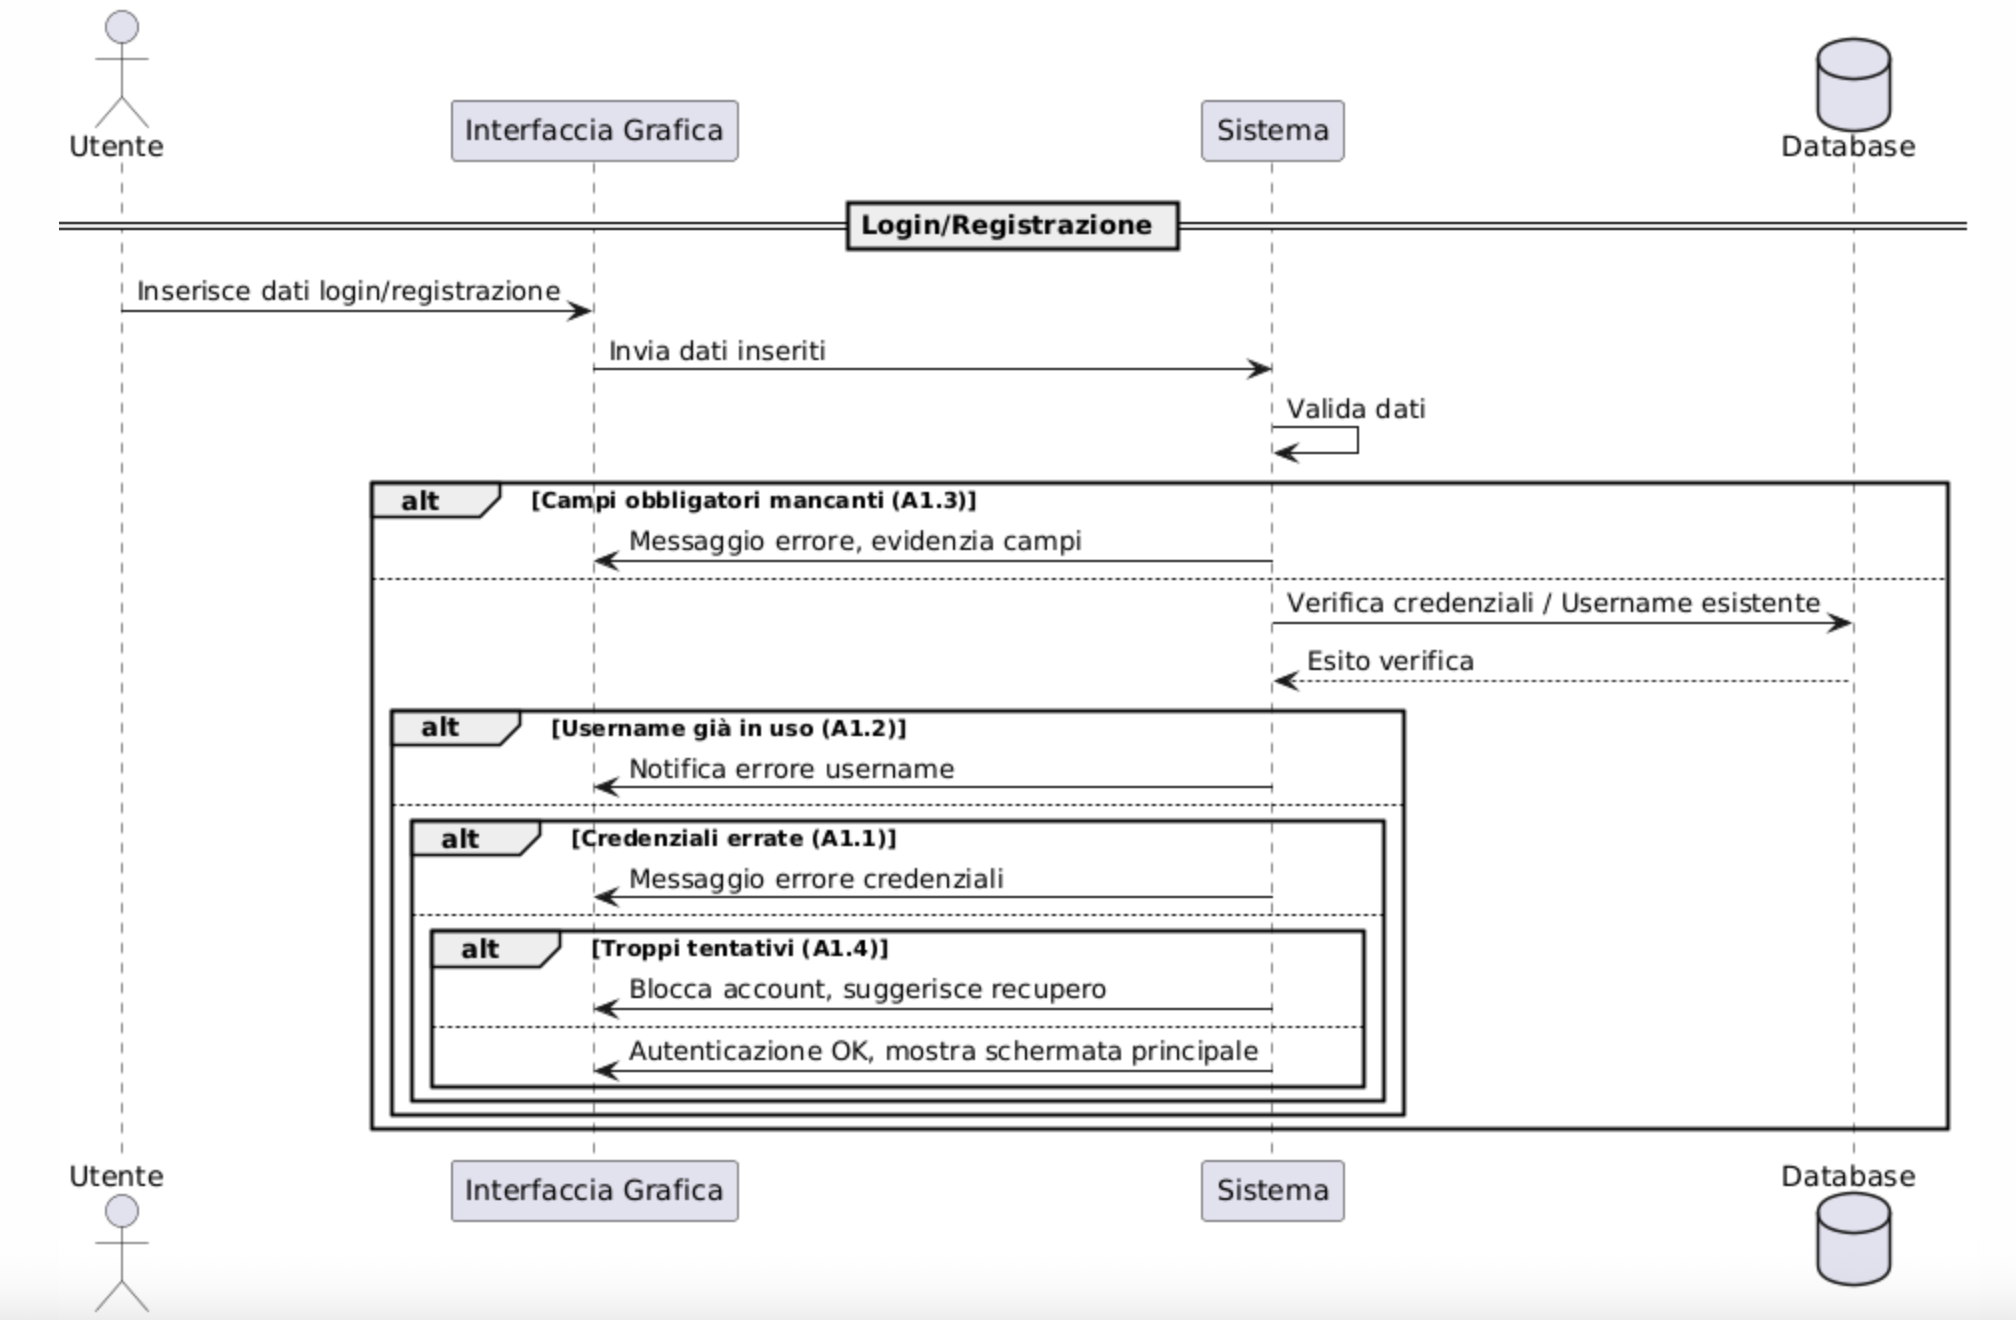 Utente
Interfaccia Grafica
Sistema
Database
Login/Registrazione
Inserisce dati login/registrazione
Invia dati inseriti
Valida dati
alt [Campi obbligatori mancanti (A1.3)]
Messaggio errore, evidenzia campi
Verifica credenziali / Username esistente
Esito verifica
alt [Username già in uso (A1.2)]
Notifica errore username
alt [Credenziali errate (A1.1)]
Messaggio errore credenziali
alt [Troppi tentativi (A1.4)]
Blocca account, suggerisce recupero
Autenticazione OK, mostra schermata principale
Utente
Interfaccia Grafica
Sistema
Database